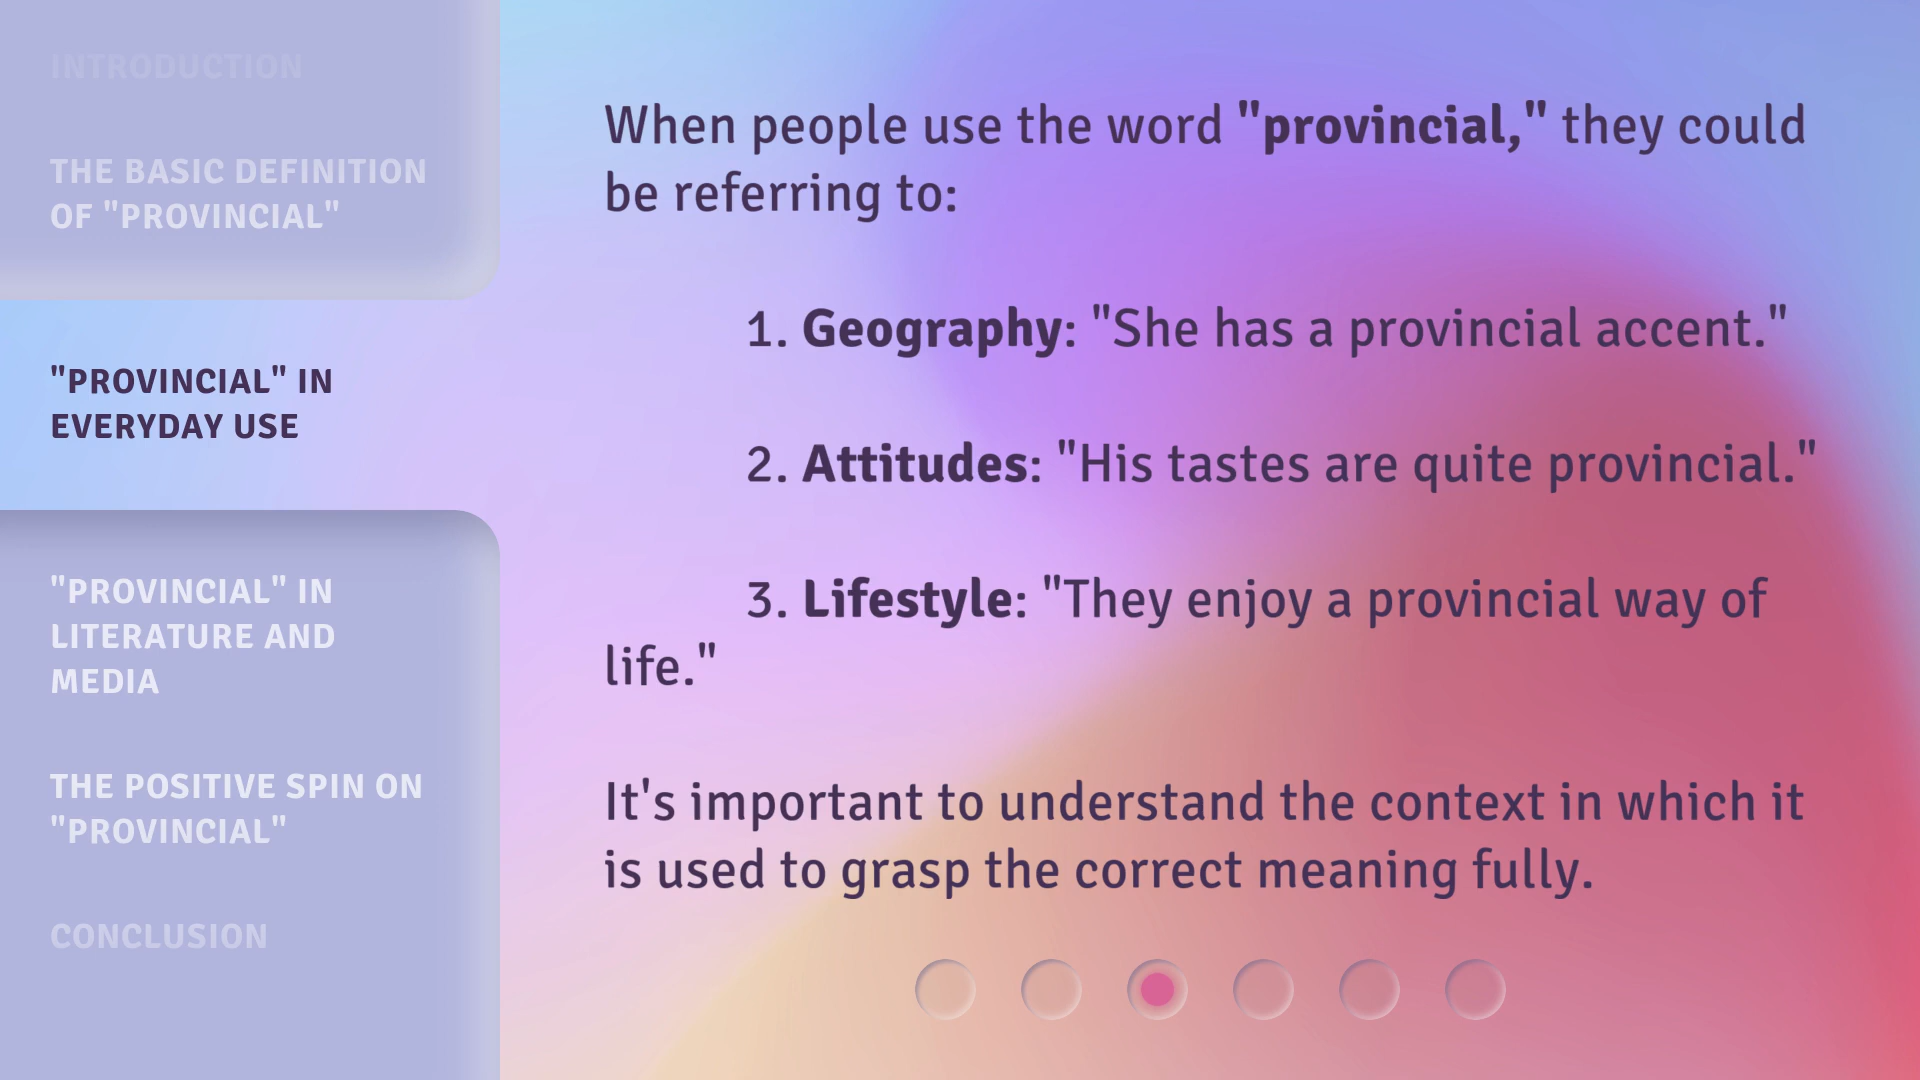 INTRODUCTION
THE BASIC DEFINITION
OF "PROVINCIAL"
"PROVINCIAL" IN
EVERYDAY USE
"PROVINCIAL" IN
LITERATURE AND
MEDIA
THE POSITIVE SPIN ON
"PROVINCIAL"
CONCLUSION
When people use the word "provincial," they could
be referring to:
1. Geography: "She has a provincial accent."
2. Attitudes: "His tastes are quite provincial."
3. Lifestyle: "They enjoy a provincial way of
life."
It's important to understand the context in which it
is used to grasp the correct meaning fully.